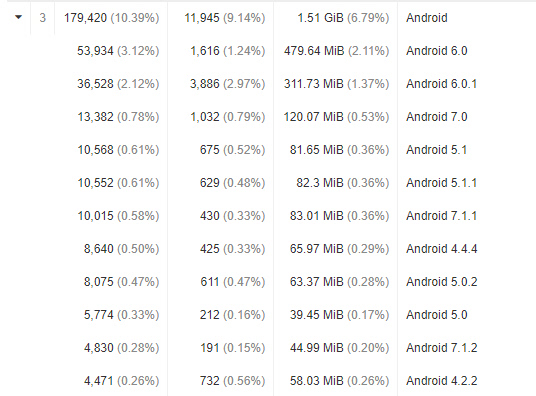 3 179,420 (10.39%) 11,945 (9.14%) 1.51 GiB (6.79%) Android
53,934 (3.12%) 1,616 (1.24%) 479.64 MiB (2.11%) Android 6.0
36,528 (2.12%) 3,886 (2.97%) 311.73 MiB (1.37%) Android 6.0.1
13,382 (0.78%) 1,032 (0.79%) 120.07 MiB (0.53%) Android 7.0
10,568 (0.61%) 675 (0.52%) 81.65 MiB (0.36%) Android 5.1
10,552 (0.61%) 629 (0.48%) 82.3 MiB (0.36%) Android 5.1.1
10,015 (0.58%) 430 (0.33%) 83.01 MiB (0.36%) Android 7.1.1
8,640 (0.50%) 425 (0.33%) 65.97 MiB (0.29%) Android 4.4.4
8,075 (0.47%) 611 (0.47%) 63.37 MiB (0.28%) Android 5.0.2
5,774 (0.33%) 212 (0.16%) 39.45 MiB (0.17%) Android 5.0
4,830 (0.28%) 191 (0.15%) 44.99 MiB (0.20%) Android 7.1.2
4,471 (0.26%) 732 (0.56%) 58.03 MiB (0.26%) Android 4.2.2